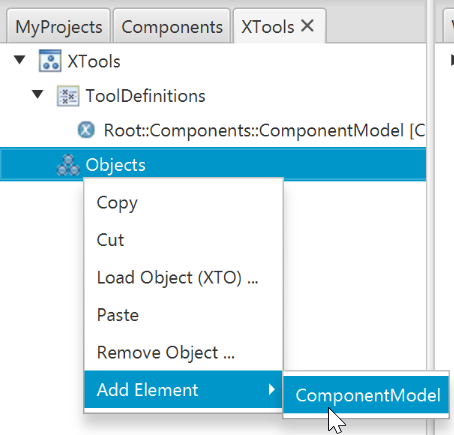 MyProjects Components XTools
XTools
ToolDefinitions
Root::Components::ComponentModel [C
Objects
Copy
Cut
Load Object (XTO) ...
Paste
Remove Object ...
Add Element
ComponentModel